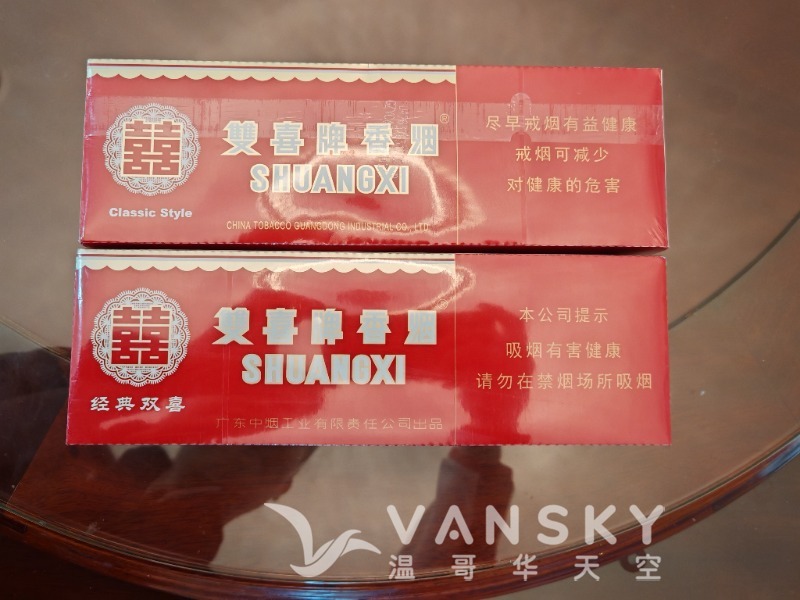 囍
雙喜牌香烟®
SHUANGXI
Classic Style
CHINA TOBACCO GUANGDONG INDUSTRIAL CO., LTD.
尽早戒烟有益健康
戒烟可减少
对健康的危害
囍
雙喜牌香烟
SHUANGXI
经典双喜
广东中烟工业有限责任公司出品
本公司提示
吸烟有害健康
请勿在禁烟场所吸烟
VANSKY
温哥华天空